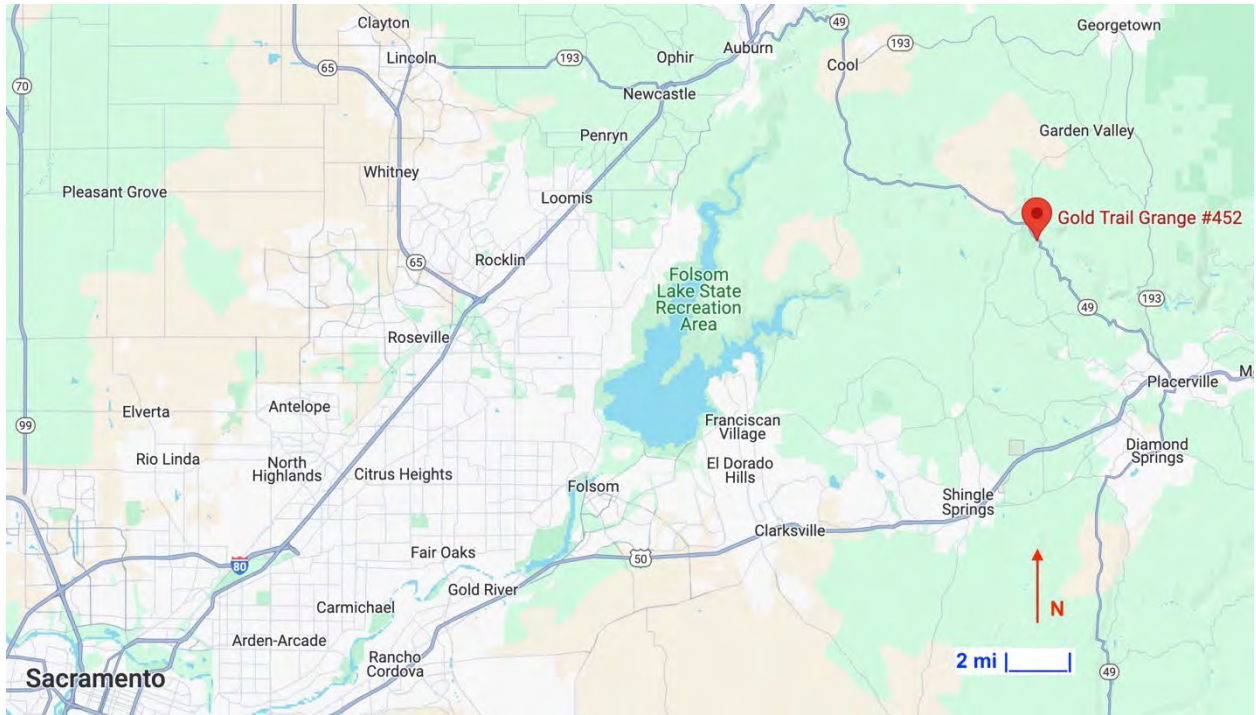 Clayton
Lincoln
65
193
Ophir
Auburn
49
193
Georgetown
Cool
70
Newcastle
Penryn
Garden Valley
Whitney
Pleasant Grove
Loomis
Gold Trail Grange #452
65
Rocklin
Folsom
Lake State
Recreation
Area
193
49
Roseville
Placerville
Elverta
Antelope
99
Franciscan
Village
Diamond
Springs
Rio Linda
North
Highlands
Citrus Heights
El Dorado
Hills
Folsom
Shingle
Springs
Clarksville
Fair Oaks
50
80
Gold River
Carmichael
N
Arden-Arcade
Rancho
Cordova
2 mi |_____|
49
Sacramento